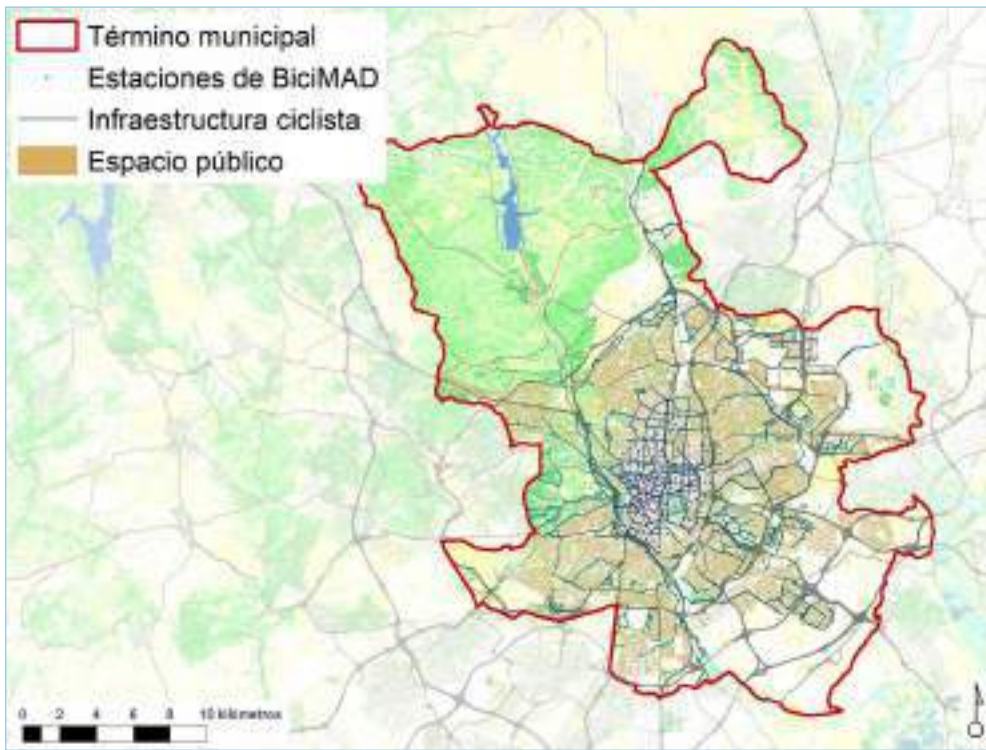 Término municipal
Estaciones de BiciMAD
Infraestructura ciclista
Espacio público
0 2 4 6 8 10 kilómetros